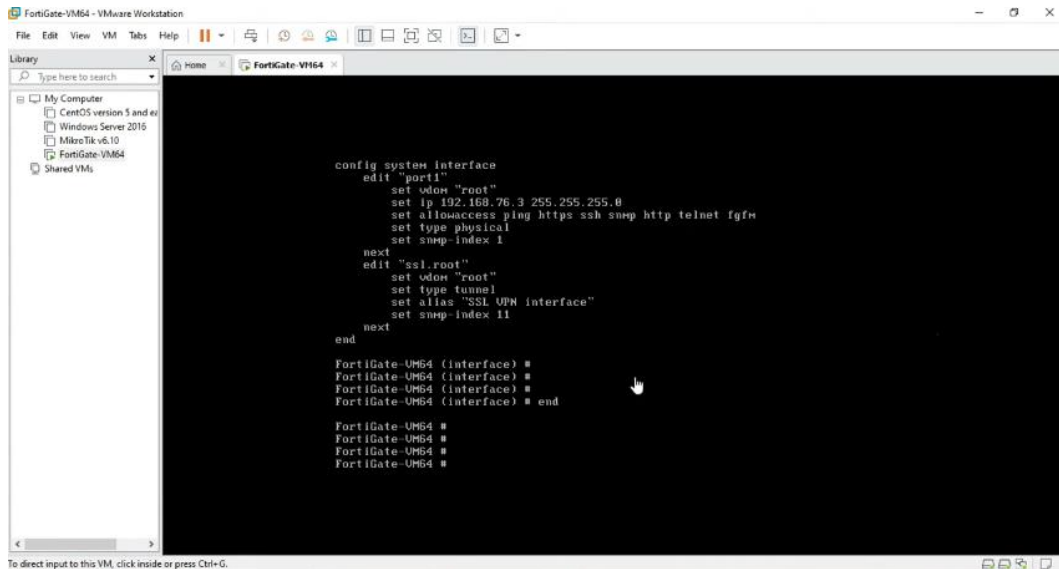 FortiGate-VM64 - VMware Workstation
File Edit View VM Tabs Help
Library
Home
FortiGate-VM64
Type here to search
My Computer
CentOS version 5 and ea
Windows Server 2016
MikroTik v6.10
FortiGate-VM64
Shared VMs
config system interface
edit "port1"
set vdom "root"
set ip 192.168.76.3 255.255.255.0
set allowaccess ping https ssh snmp http telnet fgfm
set type physical
set snmp-index 1
next
edit "ssl.root"
set vdom "root"
set type tunnel
set alias "SSL VPN interface"
set snmp-index 11
next
end
FortiGate-VM64 (interface) #
FortiGate-VM64 (interface) #
FortiGate-VM64 (interface) #
FortiGate-VM64 (interface) # end
FortiGate-VM64 #
FortiGate-VM64 #
FortiGate-VM64 #
FortiGate-VM64 #
To direct input to this VM, click inside or press Ctrl+G.